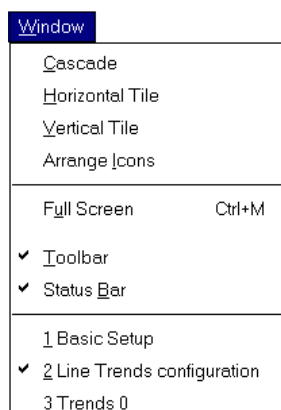 Window
Cascade
Horizontal Tile
Vertical Tile
Arrange Icons
Full Screen Ctrl+M
Toolbar
Status Bar
1 Basic Setup
2 Line Trends configuration
3 Trends 0